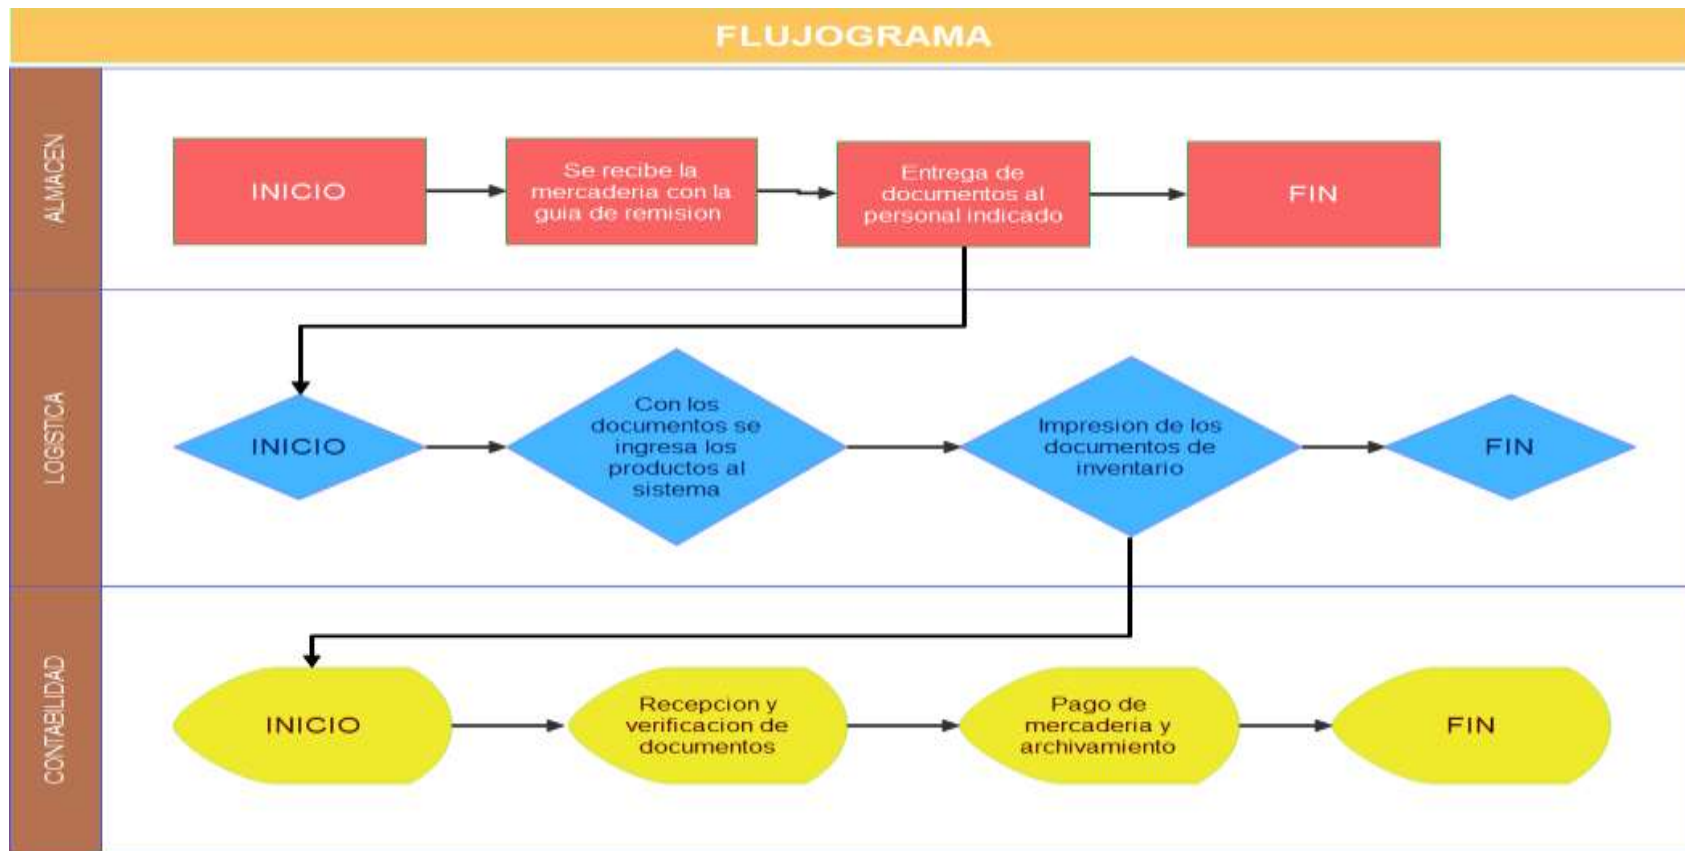 FLUJOGRAMA
ALMACEN
INICIO
Se recibe la
mercaderia con la
guia de remision
Entrega de
documentos al
personal indicado
FIN
LOGISTICA
INICIO
Con los
documentos se
ingresa los
productos al
sistema
Impresion de los
documentos de
inventario
FIN
CONTABILIDAD
INICIO
Recepcion y
verificacion de
documentos
Pago de
mercaderia y
archivamiento
FIN